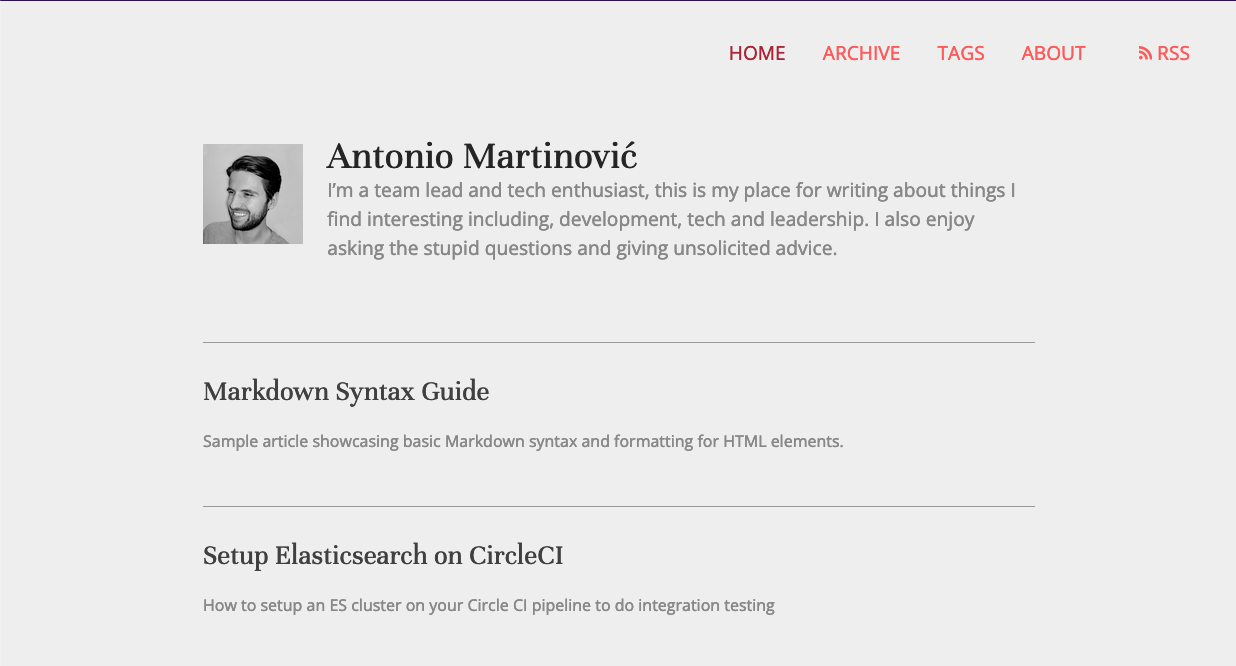 HOME ARCHIVE TAGS ABOUT RSS
Antonio Martinović
I’m a team lead and tech enthusiast, this is my place for writing about things I
find interesting including, development, tech and leadership. I also enjoy
asking the stupid questions and giving unsolicited advice.
Markdown Syntax Guide
Sample article showcasing basic Markdown syntax and formatting for HTML elements.
Setup Elasticsearch on CircleCI
How to setup an ES cluster on your Circle CI pipeline to do integration testing